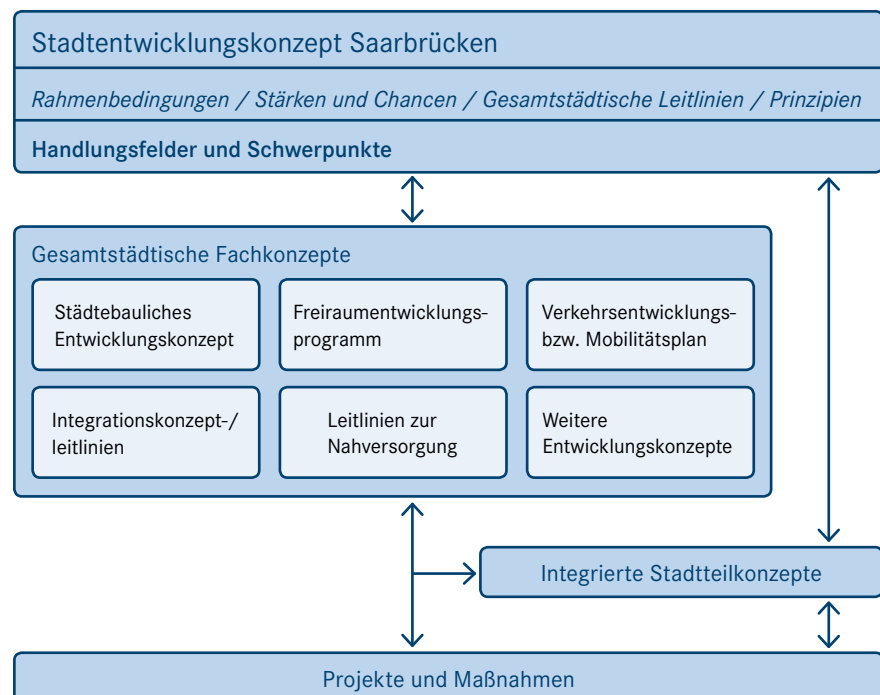 Stadtentwicklungskonzept Saarbrücken
Rahmenbedingungen / Stärken und Chancen / Gesamtstädtische Leitlinien / Prinzipien
Handlungsfelder und Schwerpunkte
Gesamtstädtische Fachkonzepte
Städtebauliches
Entwicklungskonzept
Freiraumentwicklungs-
programm
Verkehrsentwicklungs-
bzw. Mobilitätsplan
Integrationskonzept-/
leitlinien
Leitlinien zur
Nahversorgung
Weitere
Entwicklungskonzepte
Integrierte Stadtteilkonzepte
Projekte und Maßnahmen